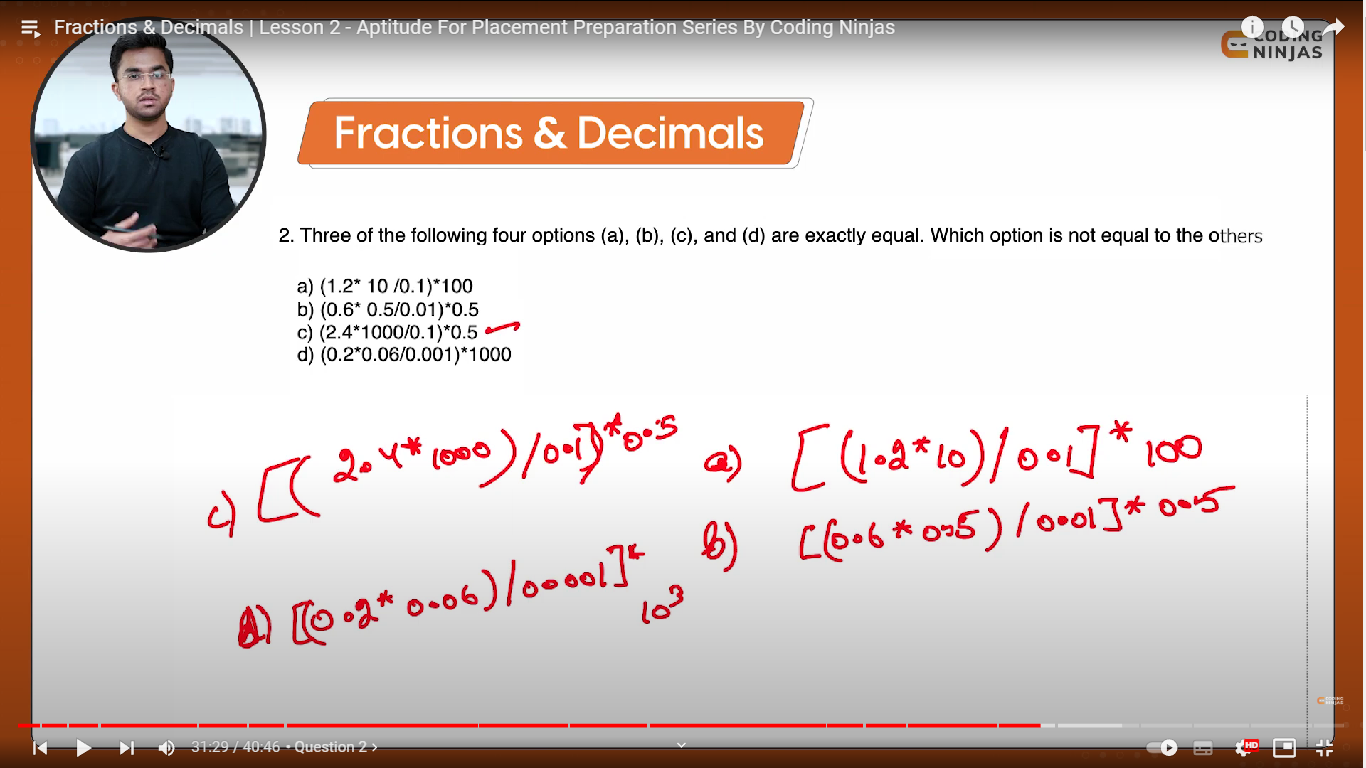 Fractions & Decimals | Lesson 2 - Aptitude For Placement Preparation Series By Coding Ninjas
CODING
NINJAS
Fractions & Decimals
2. Three of the following four options (a), (b), (c), and (d) are exactly equal. Which option is not equal to the others
a) (1.2* 10 /0.1)*100
b) (0.6* 0.5/0.01)*0.5
c) (2.4*1000/0.1)*0.5
d) (0.2*0.06/0.001)*1000
c) [(2.4*1000)/0.1]*0.5
a) [(1.2*10)/0.1]*100
b) [(0.6*0.5)/0.01]*0.5
d) [(0.2*0.06)/0.001]*
10³
CODING
NINJAS
31:29 / 40:46 • Question 2 >
HD